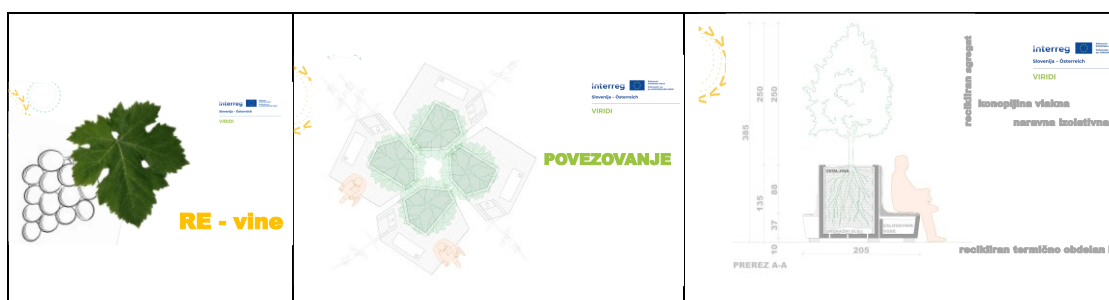 Interreg
Slovenija – Österreich
VIRIDI
RE - vine
Interreg
Slovenija – Österreich
VIRIDI
POVEZOVANJE
Interreg
Slovenija – Österreich
VIRIDI
recikliran agregat
konopljina vlakna
naravna izolativna
250
250
385
88
135
37
10
205
ZEMLJINA
PREREZ A-A
recikliran termično obdelan